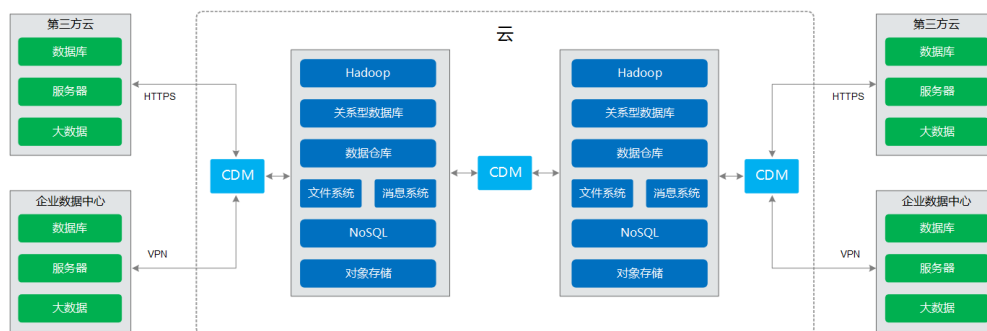 第三方云
数据库
服务器
大数据
HTTPS
企业数据中心
数据库
服务器
大数据
VPN
云
CDM
Hadoop
关系型数据库
数据仓库
文件系统 消息系统
NoSQL
对象存储
CDM
Hadoop
关系型数据库
数据仓库
文件系统 消息系统
NoSQL
对象存储
CDM
第三方云
数据库
服务器
大数据
HTTPS
企业数据中心
数据库
服务器
大数据
VPN